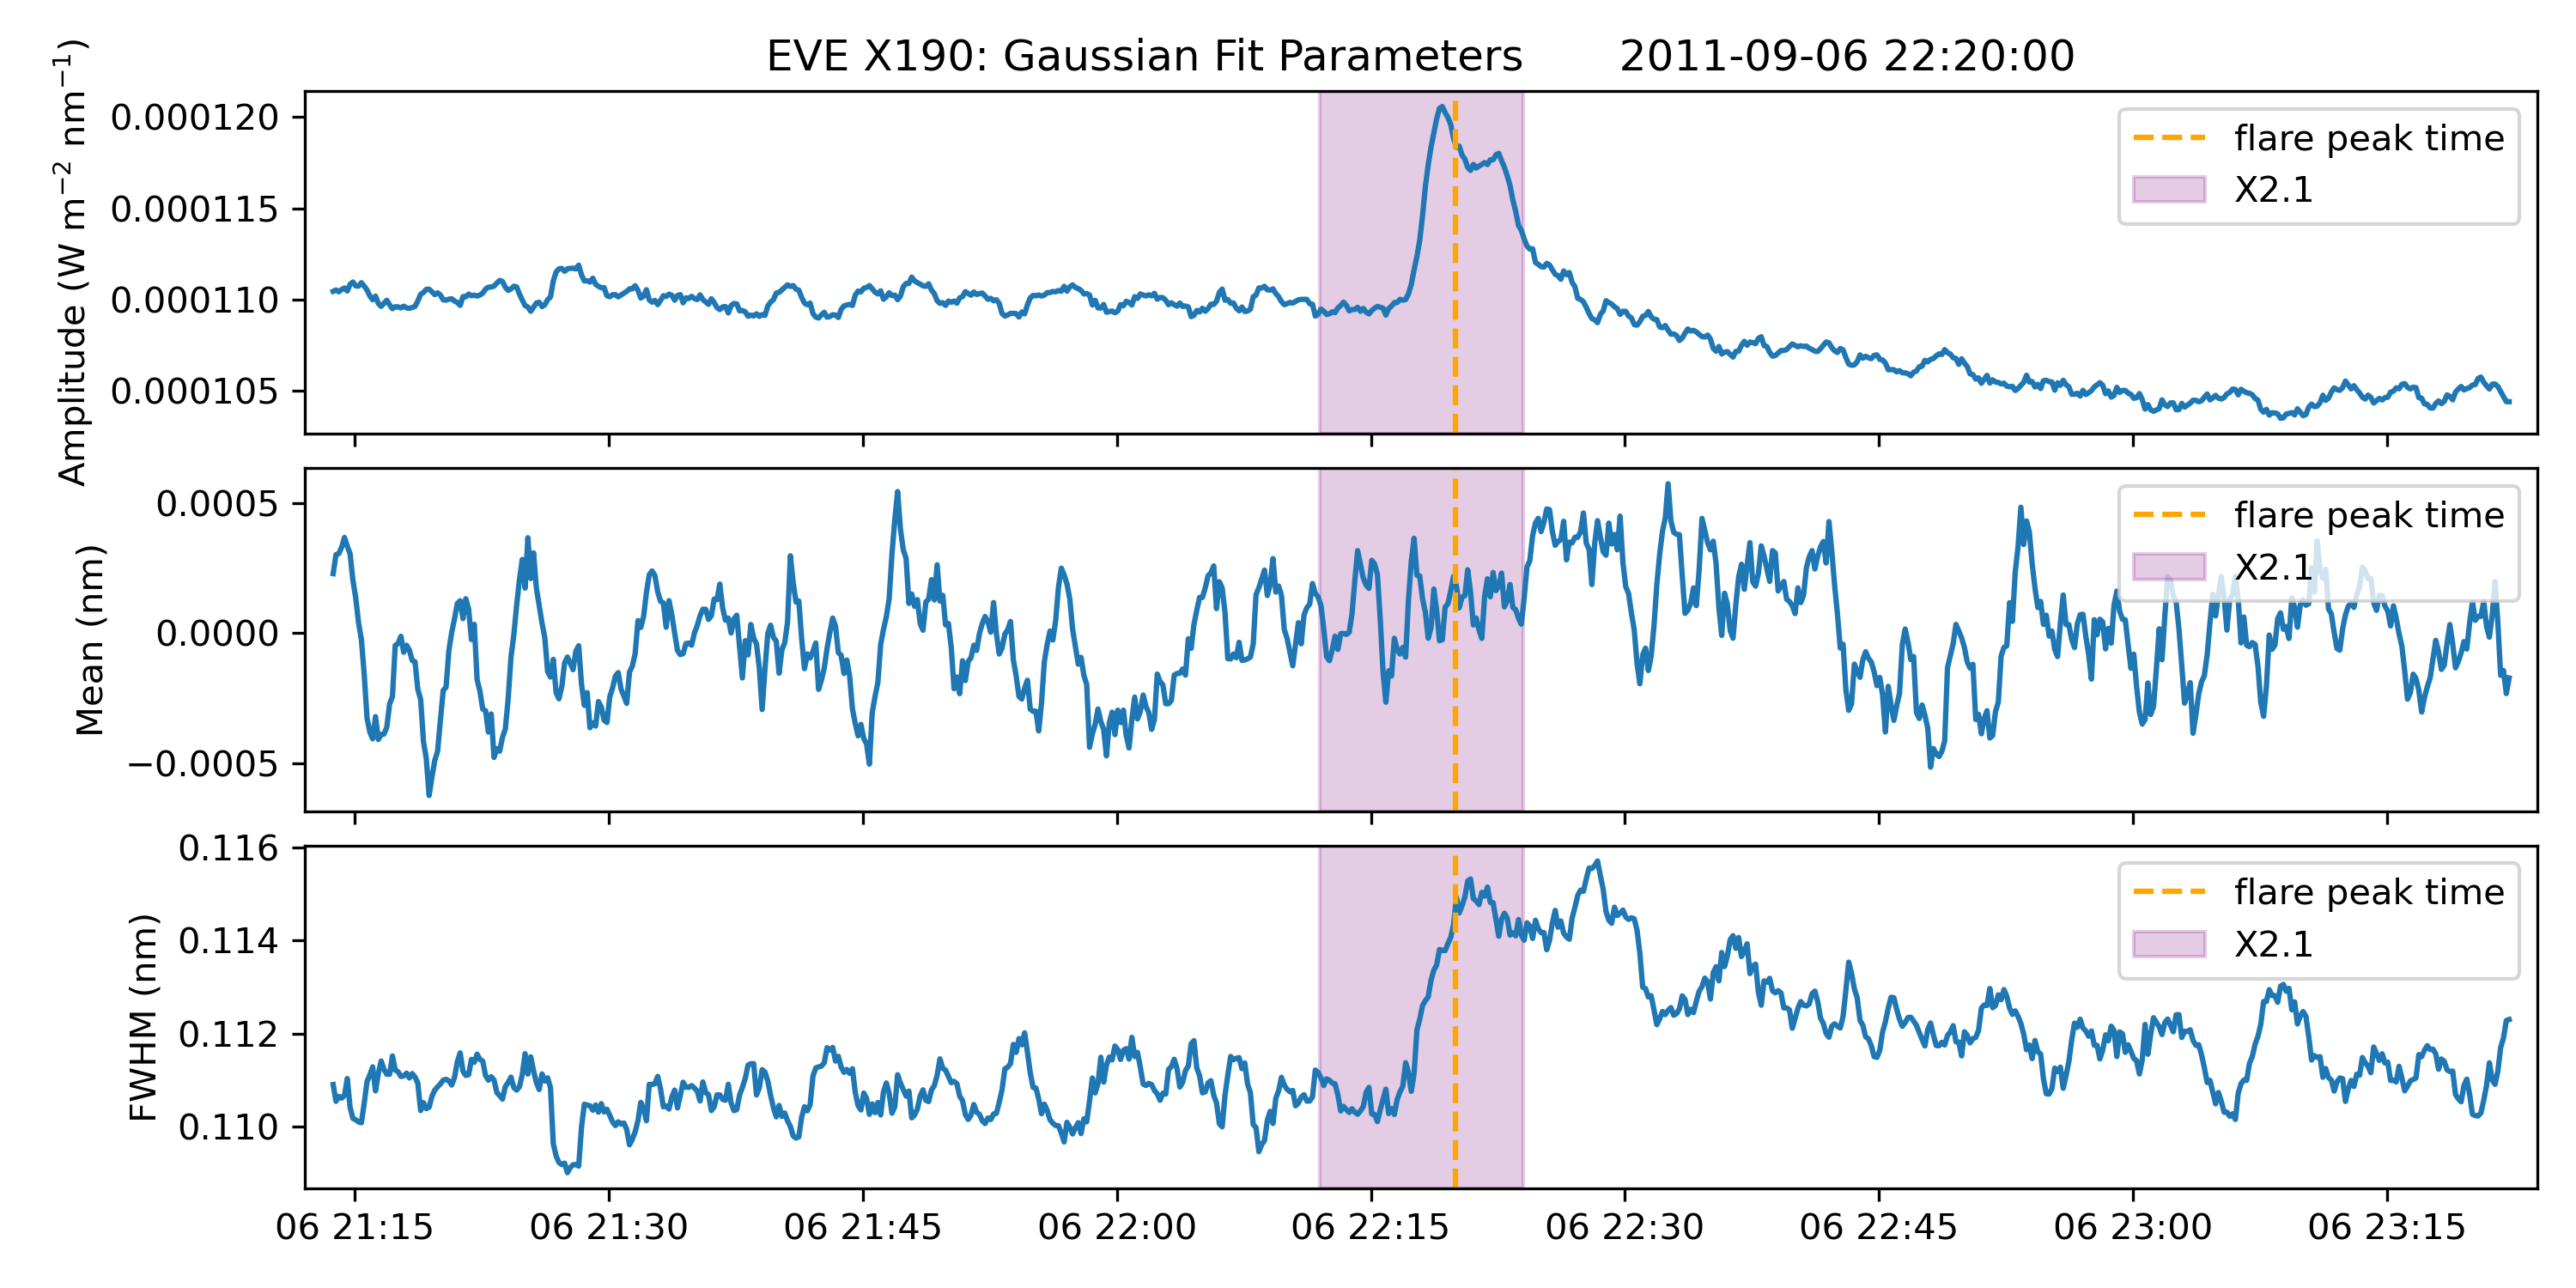 EVE X190: Gaussian Fit Parameters 2011-09-06 22:20:00
Amplitude (W m⁻² nm⁻¹)
0.000120
0.000115
0.000110
0.000105
flare peak time
X2.1
Mean (nm)
0.0005
0.0000
−0.0005
flare peak time
X2.1
FWHM (nm)
0.116
0.114
0.112
0.110
flare peak time
X2.1
06 21:15 06 21:30 06 21:45 06 22:00 06 22:15 06 22:30 06 22:45 06 23:00 06 23:15